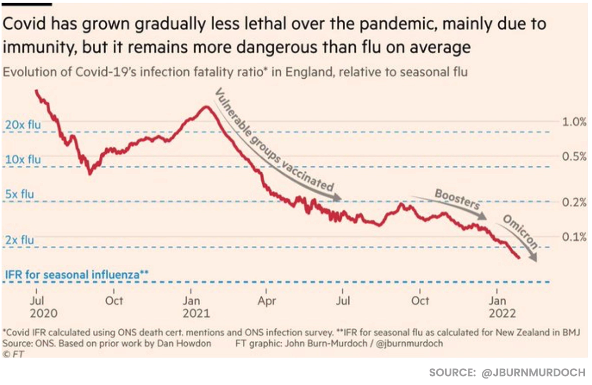 Covid has grown gradually less lethal over the pandemic, mainly due to
immunity, but it remains more dangerous than flu on average
Evolution of Covid-19's infection fatality ratio* in England, relative to seasonal flu
Vulnerable groups vaccinated
20x flu
1.0%
10x flu
0.5%
5x flu
0.2%
Boosters
Omicron
2x flu
0.1%
IFR for seasonal influenza**
Jul
2020
Oct
Jan
2021
Apr
Jul
Oct
Jan
2022
*Covid IFR calculated using ONS death cert. mentions and ONS infection survey. **IFR for seasonal flu as calculated for New Zealand in BMJ
Source: ONS. Based on prior work by Dan Howdon FT graphic: John Burn-Murdoch / @jburnmurdoch
© FT
SOURCE: @JBURNMURDOCH